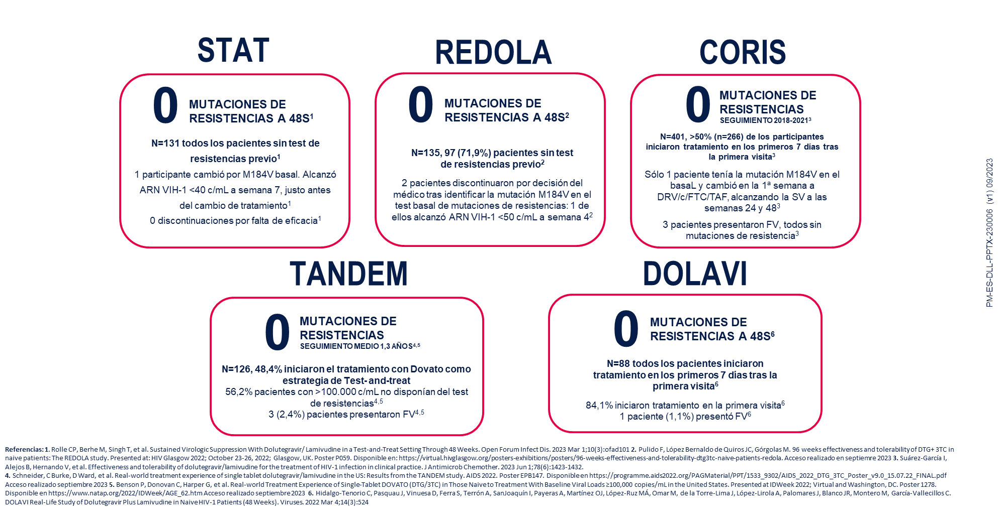 STAT
0 MUTACIONES DE
RESISTENCIAS A 48S1
N=131 todos los pacientes sin test de
resistencias previo1
1 participante cambió por M184V basal. Alcanzó
ARN VIH-1 <40 c/mL a semana 7, justo antes
del cambio de tratamiento1
0 discontinuaciones por falta de eficacia1
REDOLA
0 MUTACIONES DE
RESISTENCIAS A 48S2
N=135, 97 (71,9%) pacientes sin test
de resistencias previo2
2 pacientes discontinuaron por decisión del
médico tras identificar la mutación M184V en el
test basal de mutaciones de resistencias: 1 de
ellos alcanzó ARN VIH-1 <50 c/mL a semana 42
CORIS
0 MUTACIONES DE
RESISTENCIAS
SEGUIMIENTO 2018-20213
N=401, >50% (n=266) de los participantes
iniciaron tratamiento en los primeros 7 días tras
la primera visita3
Sólo 1 paciente tenía la mutación M184V en el
basaL y cambió en la 1ª semana a
DRV/c/FTC/TAF, alcanzando la SV a las
semanas 24 y 483
3 pacientes presentaron FV, todos sin
mutaciones de resistencia3
TANDEM
0 MUTACIONES DE
RESISTENCIAS
SEGUIMIENTO MEDIO 1,3 AÑOS4,5
N=126, 48,4% iniciaron el tratamiento con Dovato como
estrategia de Test- and-treat
56,2% pacientes con >100.000 c/mL no disponían del test
de resistencias4,5
3 (2,4%) pacientes presentaron FV4,5
DOLAVI
0 MUTACIONES DE
RESISTENCIAS A 48S6
N=88 todos los pacientes iniciaron
tratamiento en los primeros 7 días tras la
primera visita6
84,1% iniciaron tratamiento en la primera visita6
1 paciente (1,1%) presentó FV6
PM-ES-DLL-PPTX-230006 (v1) 09/2023
Referencias: 1. Rolle CP, Berhe M, Singh T, et al. Sustained Virologic Suppression With Dolutegravir/ Lamivudine in a Test-and-Treat Setting Through 48 Weeks. Open Forum Infect Dis. 2023 Mar 1;10(3):ofad101 2. Pulido F, López Bernaldo de Quiros JC, Górgolas M. 96 weeks effectiveness and tolerability of DTG+ 3TC in
naive patients: The REDOLA study. Presented at: HIV Glasgow 2022; October 23-26, 2022; Glasgow, UK. Poster P059. Disponible en: https://virtual.hivglasgow.org/posters-exhibitions/posters/96-weeks-effectiveness-and-tolerability-dtg3tc-naive-patients-redola. Acceso realizado en septiembre 2023 3. Suárez-García I,
Alejos B, Hernando V, et al. Effectiveness and tolerability of dolutegravir/lamivudine for the treatment of HIV-1 infection in clinical practice. J Antimicrob Chemother. 2023 Jun 1;78(6):1423-1432.
4. Schneider, C Burke, D Ward, et al. Real-world treatment experience of single tablet dolutegravir/lamivudine in the US: Results from the TANDEM study. AIDS 2022. Poster EPB147. Disponible en https://programme.aids2022.org/PAGMaterial/PPT/1533_9302/AIDS_2022_DTG_3TC_Poster_v9.0_15.07.22_FINAL.pdf
Acceso realizado septiembre 2023 5. Benson P, Donovan C, Harper G, et al. Real-world Treatment Experience of Single-Tablet DOVATO (DTG/3TC) in Those Naive to Treatment With Baseline Viral Loads ≥100,000 copies/mL in the United States. Presented at IDWeek 2022; Virtual and Washington, DC. Poster 1278.
Disponible en https://www.natap.org/2022/IDWeek/AGE_62.htm Acceso realizado septiembre 2023 6. Hidalgo-Tenorio C, Pasquau J, Vinuesa D, Ferra S, Terrón A, SanJoaquín I, Payeras A, Martínez OJ, López-Ruz MÁ, Omar M, de la Torre-Lima J, López-Lirola A, Palomares J, Blanco JR, Montero M, García-Vallecillos C.
DOLAVI Real-Life Study of Dolutegravir Plus Lamivudine in Naive HIV-1 Patients (48 Weeks). Viruses. 2022 Mar 4;14(3):524